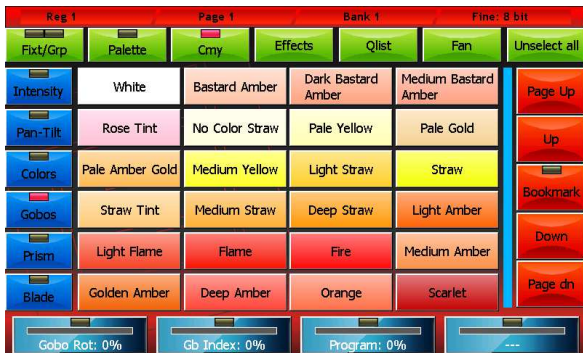 Reg 1 Page 1 Bank 1 Fine: 8 bit
Fixt/Grp Palette Cmy Effects Qlist Fan Unselect all
Intensity White Bastard Amber Dark Bastard Amber Medium Bastard Amber Page Up
Pan-Tilt Rose Tint No Color Straw Pale Yellow Pale Gold Up
Colors Pale Amber Gold Medium Yellow Light Straw Straw Bookmark
Gobos Straw Tint Medium Straw Deep Straw Light Amber Down
Prism Light Flame Flame Fire Medium Amber Page dn
Blade Golden Amber Deep Amber Orange Scarlet
Gobo Rot: 0% Gb Index: 0% Program: 0% ---